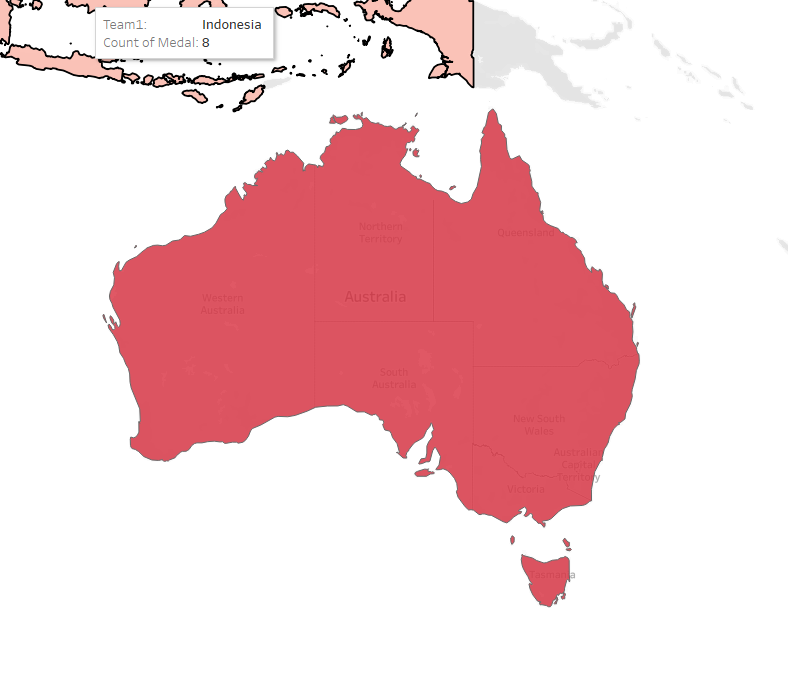 Team1: Indonesia
Count of Medal: 8
Northern
Territory
Queensland
Western
Australia
Australia
South
Australia
New South
Wales
Australian
Capital
Territory
Victoria
Tasmania